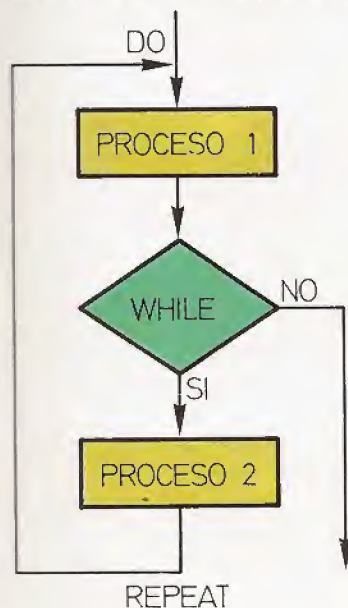 DO
PROCESO 1
WHILE
NO
SI
PROCESO 2
REPEAT